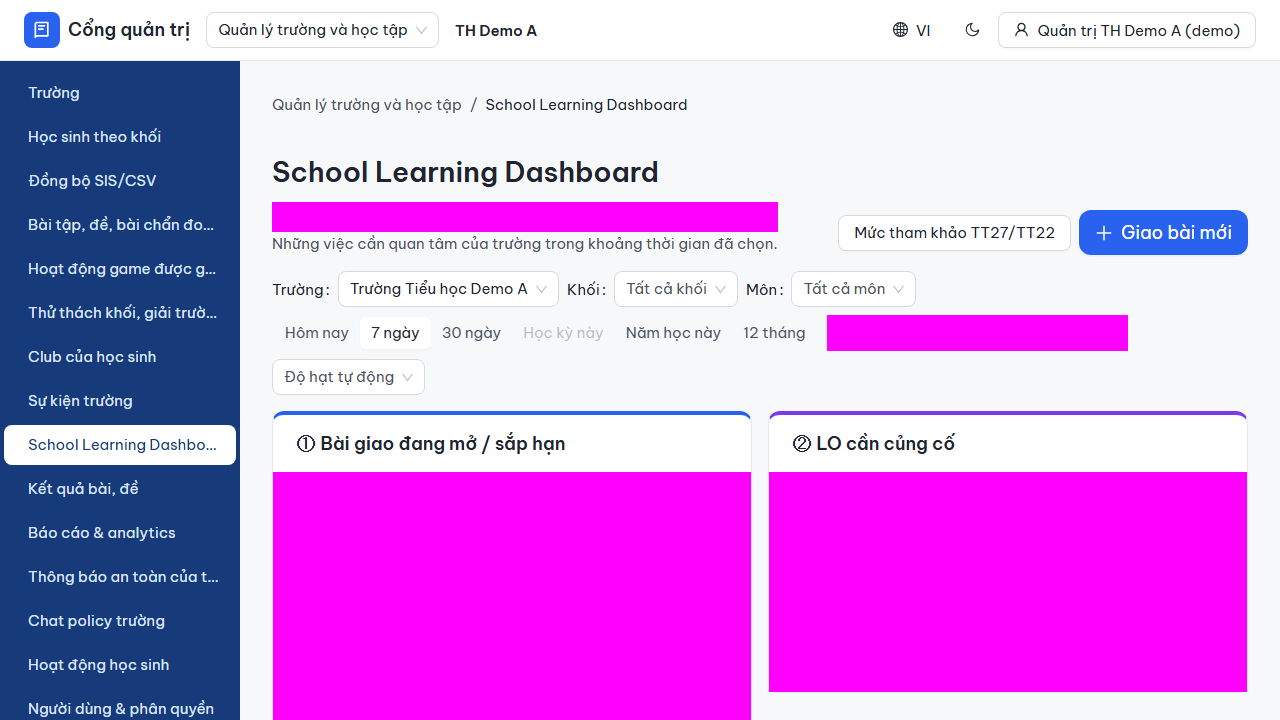 Cổng quản trị
Quản lý trường và học tập
TH Demo A
VI
Quản trị TH Demo A (demo)
Trường
Học sinh theo khối
Đồng bộ SIS/CSV
Bài tập, đề, bài chẩn đo...
Hoạt động game được g...
Thử thách khối, giải trườ...
Club của học sinh
Sự kiện trường
School Learning Dashbo...
Kết quả bài, đề
Báo cáo & analytics
Thông báo an toàn của t...
Chat policy trường
Hoạt động học sinh
Người dùng & phân quyền
Quản lý trường và học tập / School Learning Dashboard
School Learning Dashboard
Những việc cần quan tâm của trường trong khoảng thời gian đã chọn.
Mức tham khảo TT27/TT22
Giao bài mới
Trường: Trường Tiểu học Demo A Khối: Tất cả khối Môn: Tất cả môn
Hôm nay 7 ngày 30 ngày Học kỳ này Năm học này 12 tháng
Độ hạt tự động
① Bài giao đang mở / sắp hạn
② LO cần củng cố